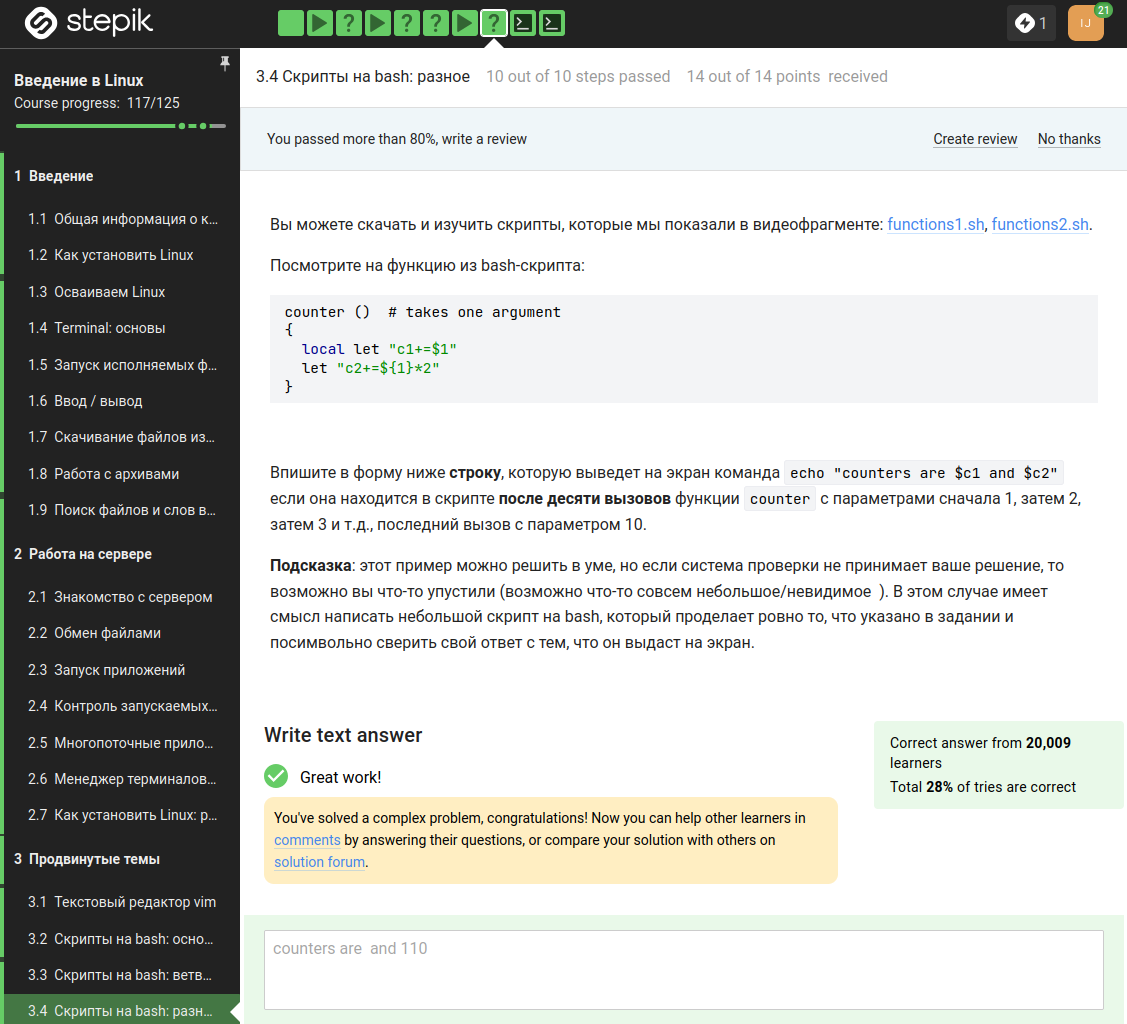 stepik
? ? ? ?
1
IJ
21
Введение в Linux
Course progress: 117/125
1 Введение
1.1 Общая информация о к...
1.2 Как установить Linux
1.3 Осваиваем Linux
1.4 Terminal: основы
1.5 Запуск исполняемых ф...
1.6 Ввод / вывод
1.7 Скачивание файлов из...
1.8 Работа с архивами
1.9 Поиск файлов и слов в...
2 Работа на сервере
2.1 Знакомство с сервером
2.2 Обмен файлами
2.3 Запуск приложений
2.4 Контроль запускаемых...
2.5 Многопоточные прило...
2.6 Менеджер терминалов...
2.7 Как установить Linux: р...
3 Продвинутые темы
3.1 Текстовый редактор vim
3.2 Скрипты на bash: осно...
3.3 Скрипты на bash: ветв...
3.4 Скрипты на bash: разн...
3.4 Скрипты на bash: разное 10 out of 10 steps passed 14 out of 14 points received
You passed more than 80%, write a review Create review No thanks
Вы можете скачать и изучить скрипты, которые мы показали в видеофрагменте: functions1.sh, functions2.sh.
Посмотрите на функцию из bash-скрипта:
counter () # takes one argument
{
local let "c1+=$1"
let "c2+=${1}*2"
}
Впишите в форму ниже строку, которую выведет на экран команда echo "counters are $c1 and $c2"
если она находится в скрипте после десяти вызовов функции counter с параметрами сначала 1, затем 2,
затем 3 и т.д., последний вызов с параметром 10.
Подсказка: этот пример можно решить в уме, но если система проверки не принимает ваше решение, то
возможно вы что-то упустили (возможно что-то совсем небольшое/невидимое ). В этом случае имеет
смысл написать небольшой скрипт на bash, который проделает ровно то, что указано в задании и
посимвольно сверить свой ответ с тем, что он выдаст на экран.
Write text answer
Great work!
You've solved a complex problem, congratulations! Now you can help other learners in
comments by answering their questions, or compare your solution with others on
solution forum.
Correct answer from 20,009
learners
Total 28% of tries are correct
counters are  and 110